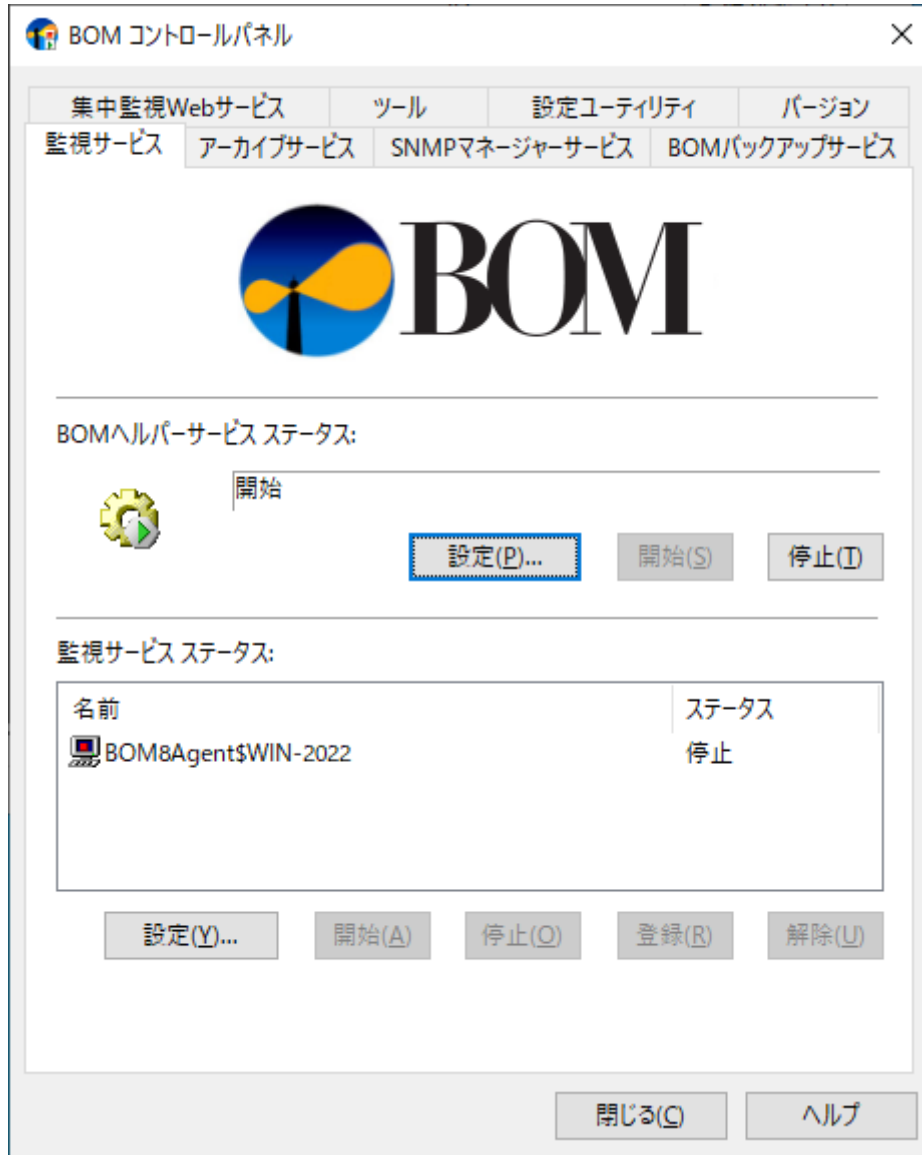 BOM コントロールパネル
集中監視Webサービス ツール 設定ユーティリティ バージョン
監視サービス アーカイブサービス SNMPマネージャーサービス BOMバックアップサービス
BOM
BOMヘルパーサービス ステータス:
開始
設定(P)... 開始(S) 停止(T)
監視サービス ステータス:
名前 ステータス
BOM8Agent$WIN-2022 停止
設定(Y)... 開始(A) 停止(O) 登録(R) 解除(U)
閉じる(C) ヘルプ